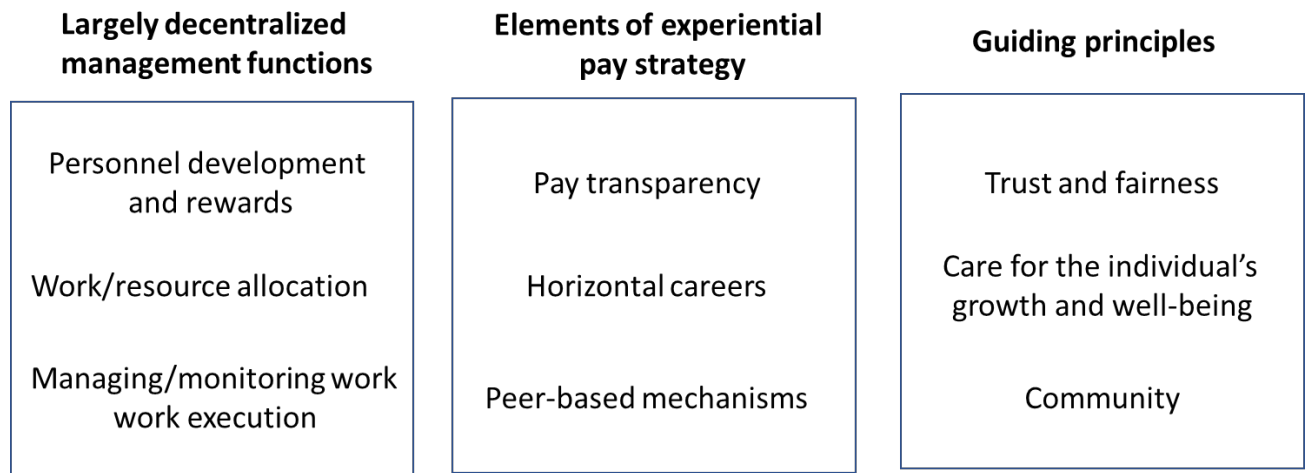 Largely decentralized
management functions
Personnel development
and rewards
Work/resource allocation
Managing/monitoring work
work execution
Elements of experiential
pay strategy
Pay transparency
Horizontal careers
Peer-based mechanisms
Guiding principles
Trust and fairness
Care for the individual's
growth and well-being
Community